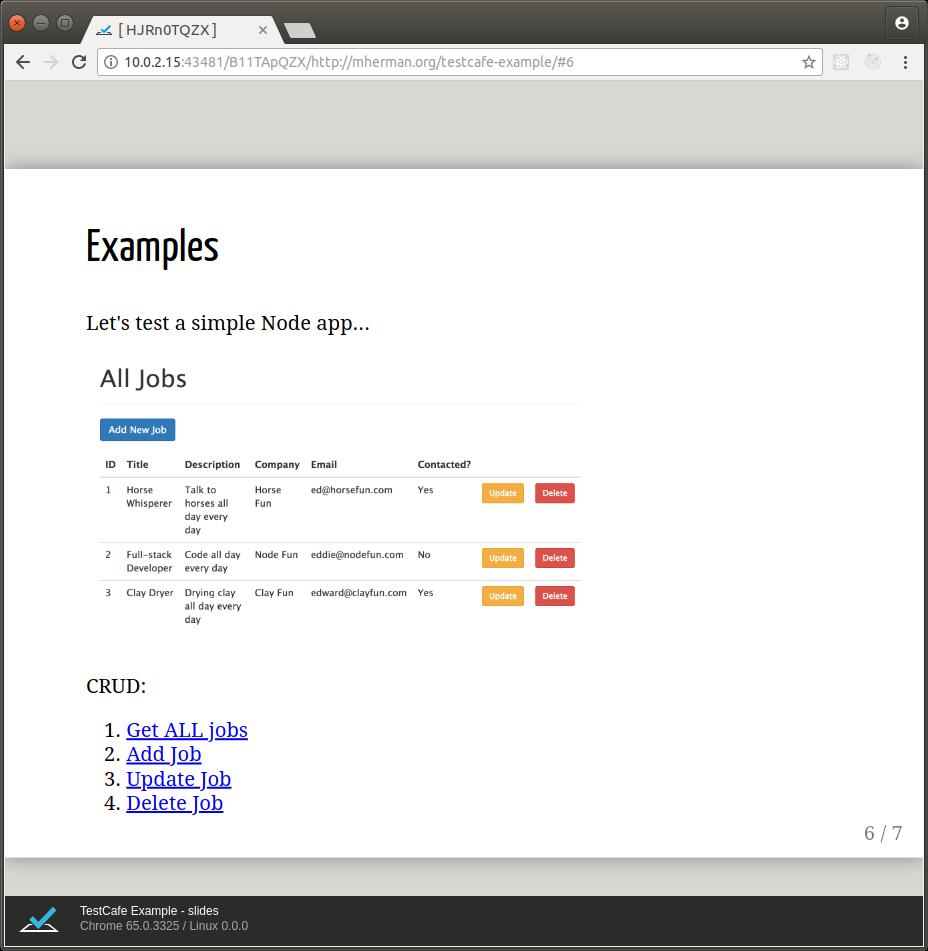 [ HJRn0TQZX ]
10.0.2.15:43481/B11TApQZX/http://mherman.org/testcafe-example/#6
Examples
Let's test a simple Node app...
All Jobs
Add New Job
ID Title Description Company Email Contacted?
1 Horse Talk to Horse ed@horsefun.com Yes Update Delete
Whisperer horses all Fun
day every
day
2 Full-stack Code all day Node Fun eddie@nodefun.com No Update Delete
Developer every day
3 Clay Dryer Drying clay Clay Fun edward@clayfun.com Yes Update Delete
all day every
day
CRUD:
1. Get ALL jobs
2. Add Job
3. Update Job
4. Delete Job
6 / 7
TestCafe Example - slides
Chrome 65.0.3325 / Linux 0.0.0